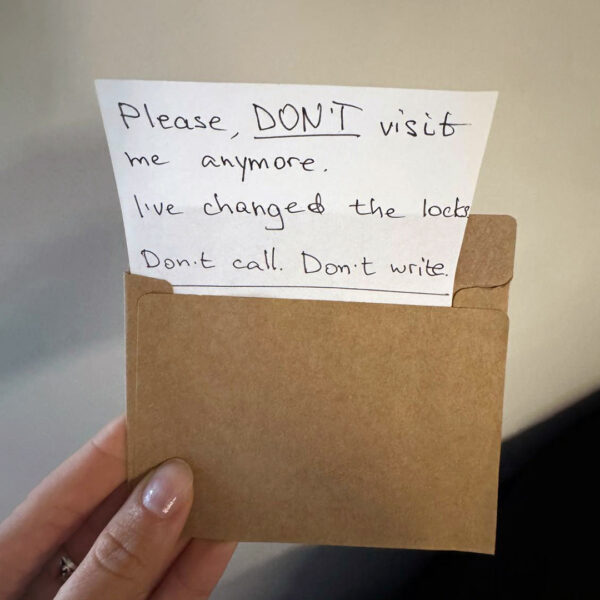 Please, DON'T visit
me anymore.
I've changed the locks.
Don't call. Don't write.